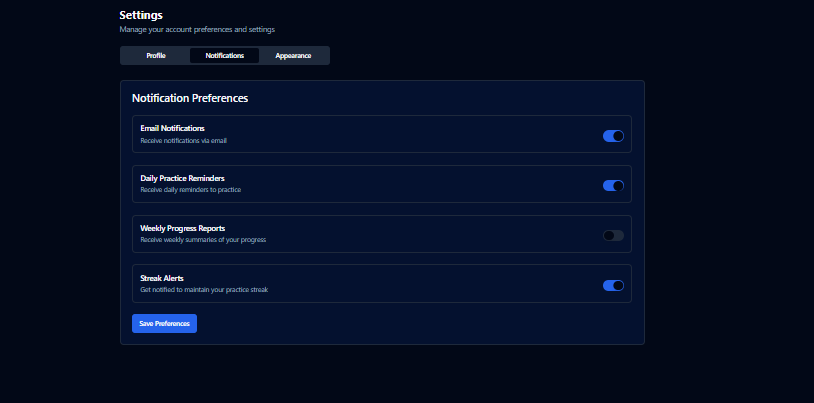 Settings
Manage your account preferences and settings
Profile Notifications Appearance
Notification Preferences
Email Notifications
Receive notifications via email
Daily Practice Reminders
Receive daily reminders to practice
Weekly Progress Reports
Receive weekly summaries of your progress
Streak Alerts
Get notified to maintain your practice streak
Save Preferences